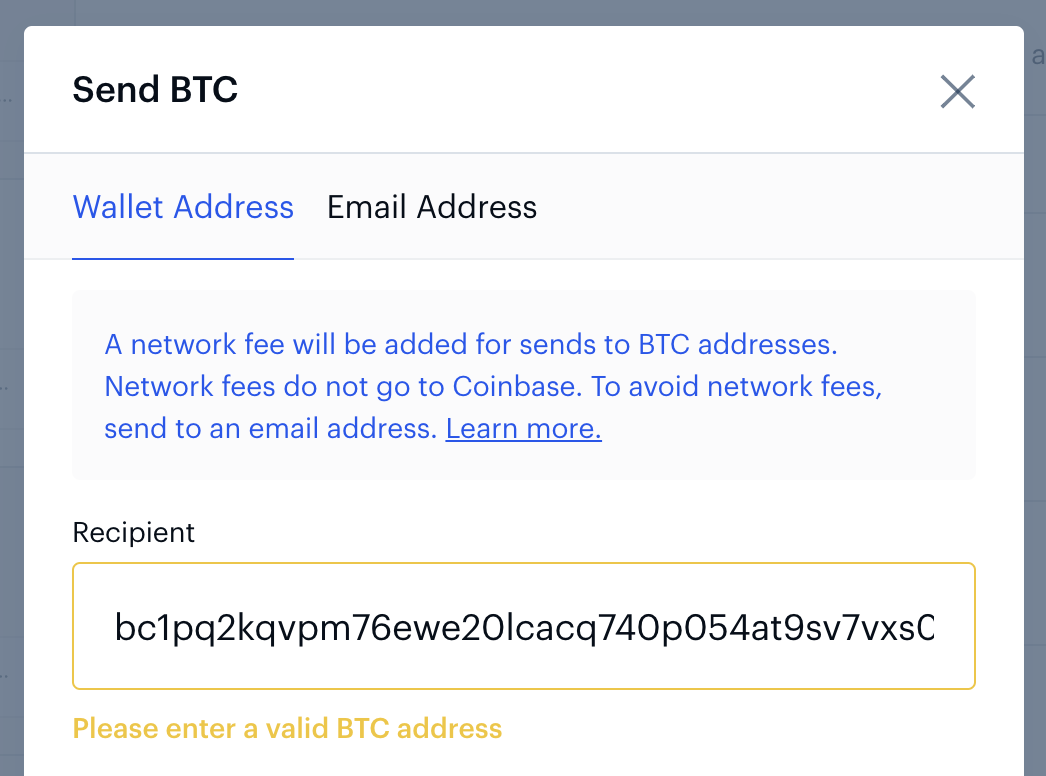 Send BTC
Wallet Address Email Address
A network fee will be added for sends to BTC addresses.
Network fees do not go to Coinbase. To avoid network fees,
send to an email address. Learn more.
Recipient
bc1pq2kqvpm76ewe20lcacq740p054at9sv7vxs0
Please enter a valid BTC address